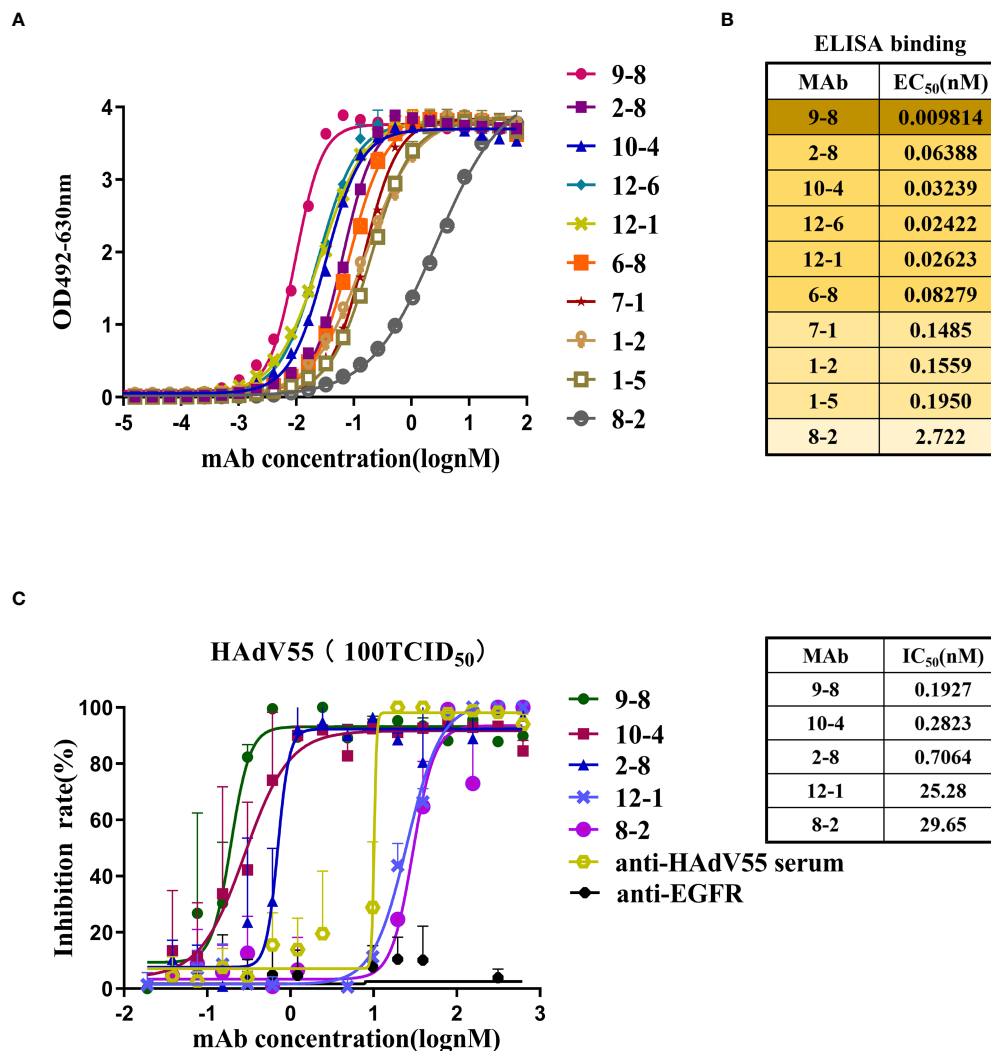 A
4
3
2
1
0
OD492-630nm
-5 -4 -3 -2 -1 0 1 2
mAb concentration(lognM)
9-8
2-8
10-4
12-6
12-1
6-8
7-1
1-2
1-5
8-2
B
ELISA binding
MAb EC50(nM)
9-8 0.009814
2-8 0.06388
10-4 0.03239
12-6 0.02422
12-1 0.02623
6-8 0.08279
7-1 0.1485
1-2 0.1559
1-5 0.1950
8-2 2.722
C
HAdV55 ( 100TCID50)
100
80
60
40
20
0
Inhibition rate(%)
-2 -1 0 1 2 3
mAb concentration(lognM)
9-8
10-4
2-8
12-1
8-2
anti-HAdV55 serum
anti-EGFR
MAb IC50(nM)
9-8 0.1927
10-4 0.2823
2-8 0.7064
12-1 25.28
8-2 29.65